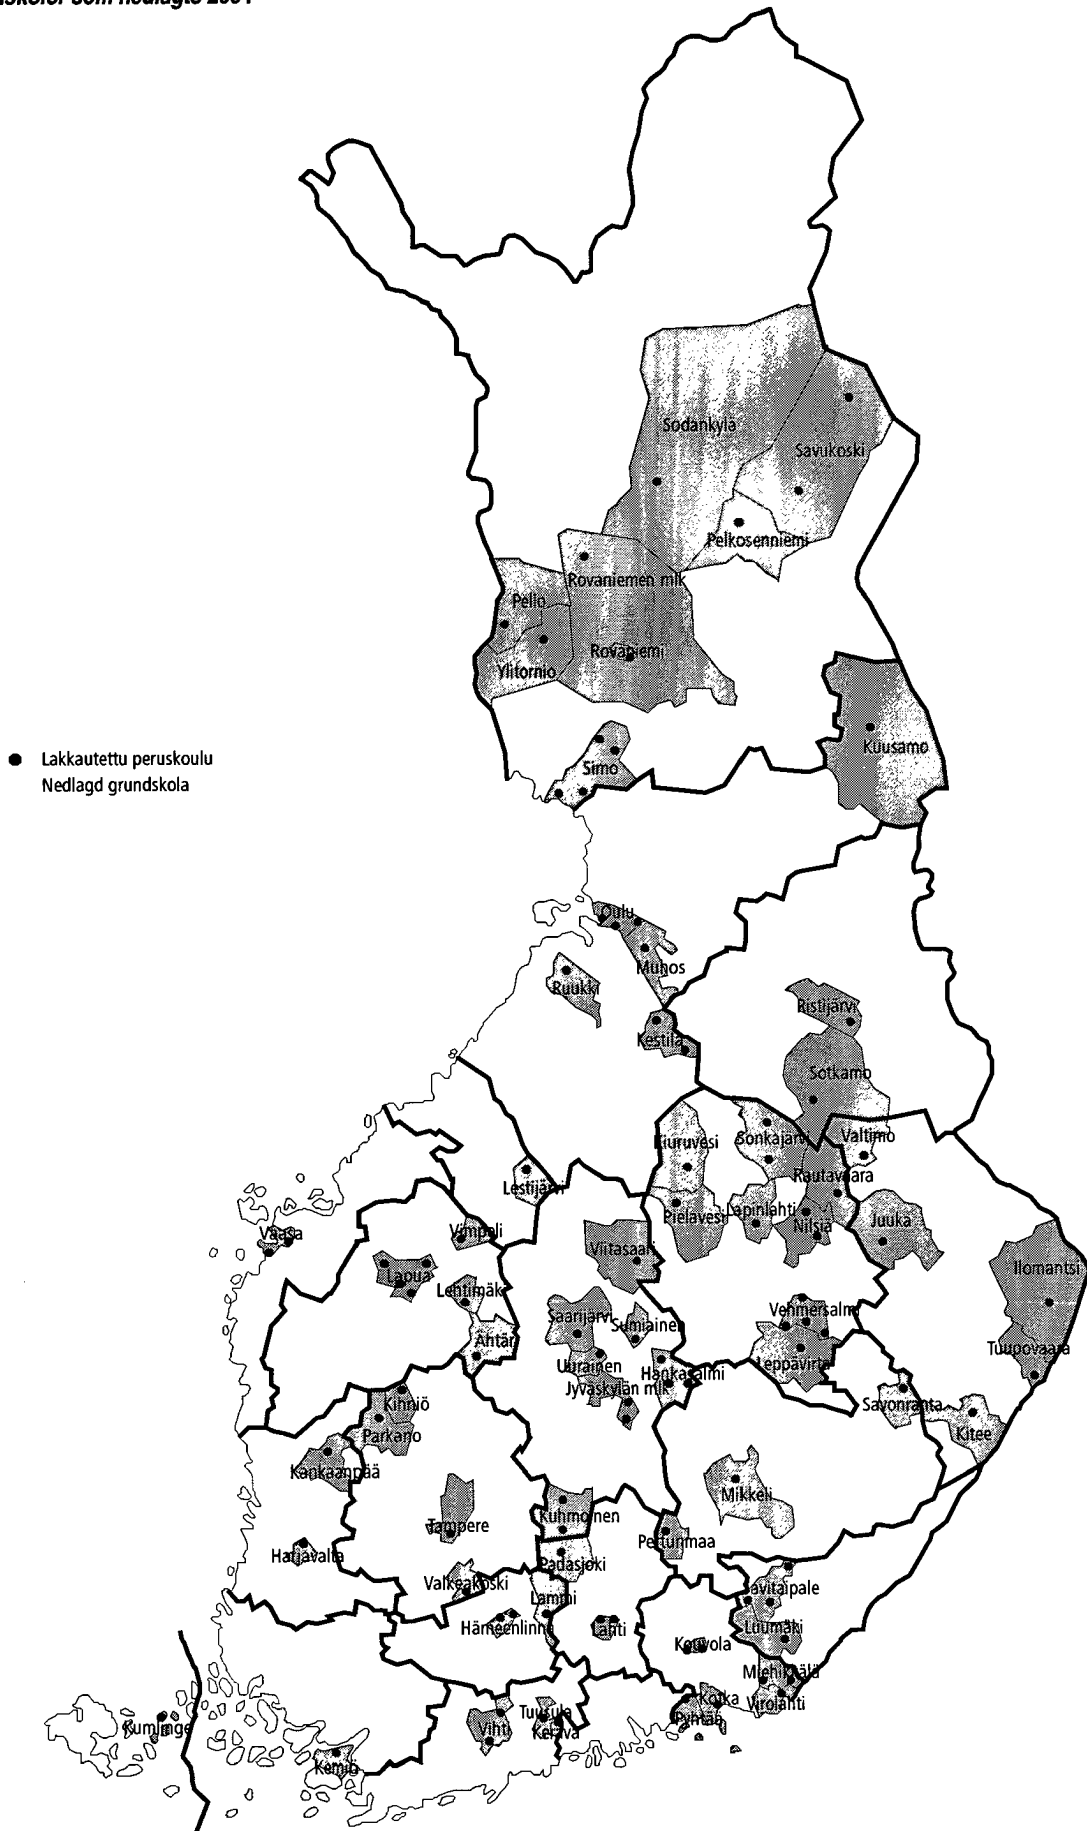 Sodankylä
Savukoski
Pelkosenniemi
Rovaniemen mlk
Pello
Rovaniemi
Ylitornio
Kuusamo
Lakkautettu peruskoulu
Nedlagd grundskola
Simo
Oulu
Muhos
Ruukki
Ristijärvi
Kestilä
Sotkamo
Kiuruvesi
Sonkajärvi
Valtimo
Rautavaara
Lestijärvi
Pielavesi
Lapinlahti
Nilsiä
Juuka
Vaasa
Vimpeli
Viitasaari
Ilomantsi
Lapua
Lehtimäki
Vehmersalmi
Saarijärvi
Sumiainen
Ähtäri
Tuupovaara
Uurainen
Leppävirta
Hankasalmi
Jyväskylän mlk
Kihniö
Savonranta
Parkano
Kitee
Kankaanpää
Mikkeli
Kuhmoinen
Tampere
Pertunmaa
Harjavalta
Padasjoki
Valkeakoski
Savitaipale
Lammi
Hämeenlinna
Lahti
Luumäki
Kouvola
Miehikkälä
Kotka
Virolahti
Pyhtää
Tuusula
Vihti
Kerava
Kumlinge
Kemiö